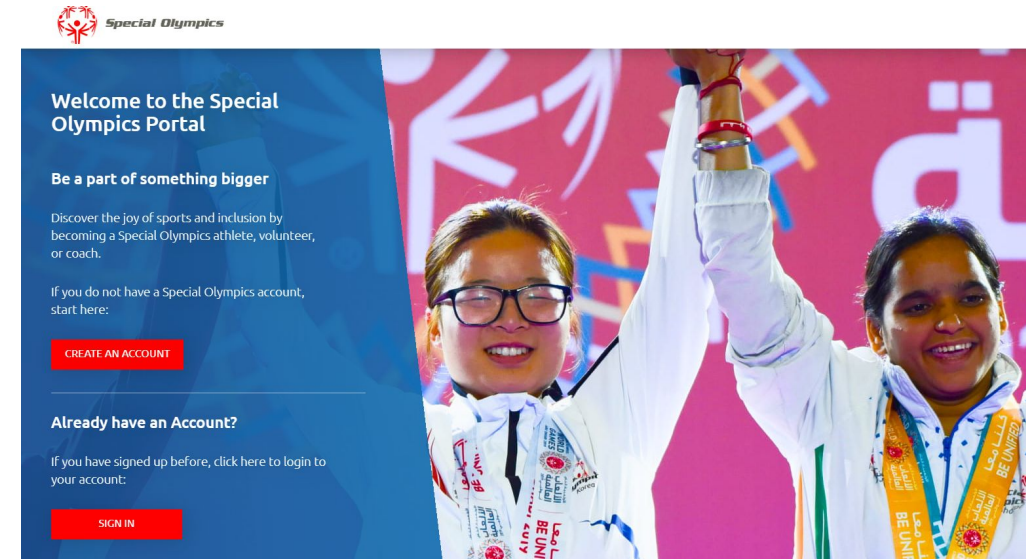 Special Olympics
Welcome to the Special
Olympics Portal
Be a part of something bigger
Discover the joy of sports and inclusion by
becoming a Special Olympics athlete, volunteer,
or coach.
If you do not have a Special Olympics account,
start here:
CREATE AN ACCOUNT
Already have an Account?
If you have signed up before, click here to login to
your account:
SIGN IN
Korea
BE UNIFIED
BE UNI